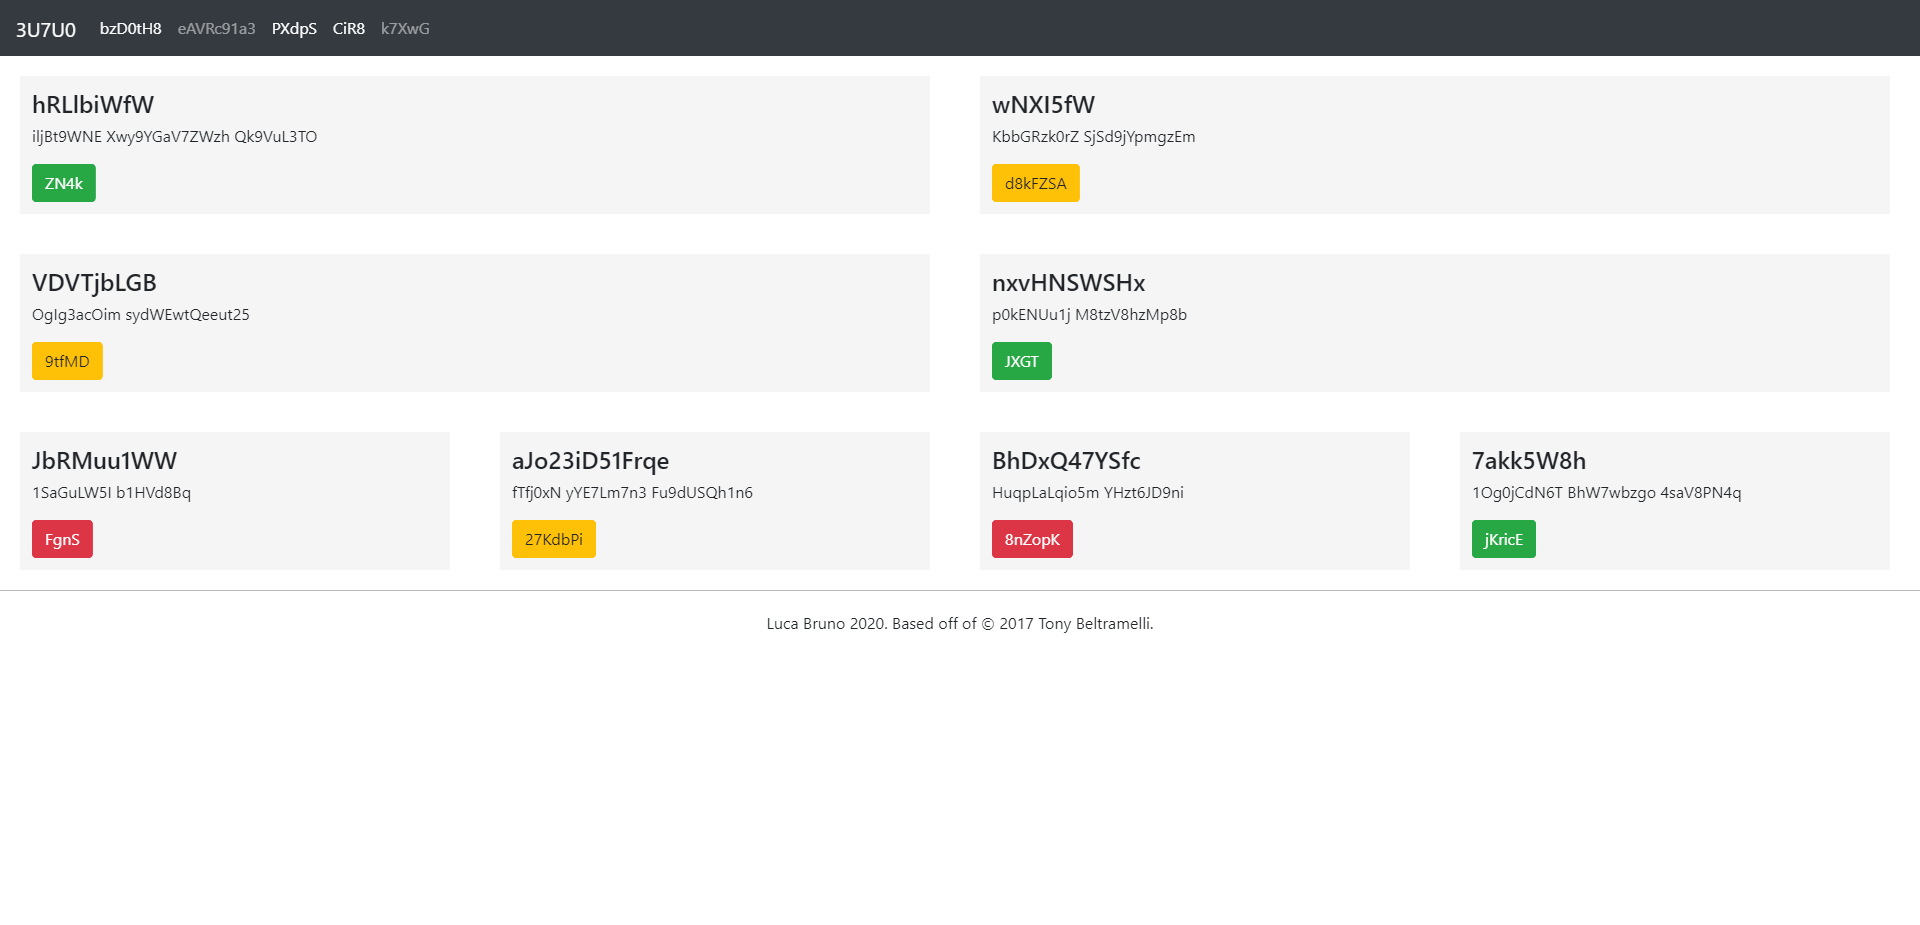 3U7U0 bzD0tH8 eAVRc91a3 PXdpS CiR8 k7XwG
hRLlbiWfW
iljBt9WNE Xwy9YGaV7ZWzh Qk9VuL3TO
ZN4k
wNXI5fW
KbbGRzk0rZ SjSd9jYpmgzEm
d8kFZSA
VDVTjbLGB
OgIg3acOim sydWEwtQeeut25
9tfMD
nxvHNSWSHx
p0kENUu1j M8tzV8hzMp8b
JXGT
JbRMuu1WW
1SaGuLW5I b1HVd8Bq
FgnS
aJo23iD51Frqe
fTfj0xN yYE7Lm7n3 Fu9dUSQh1n6
27KdbPi
BhDxQ47YSfc
HuqpLaLqio5m YHzt6JD9ni
8nZopK
7akk5W8h
1Og0jCdN6T BhW7wbzgo 4saV8PN4q
jKricE
Luca Bruno 2020. Based off of © 2017 Tony Beltramelli.